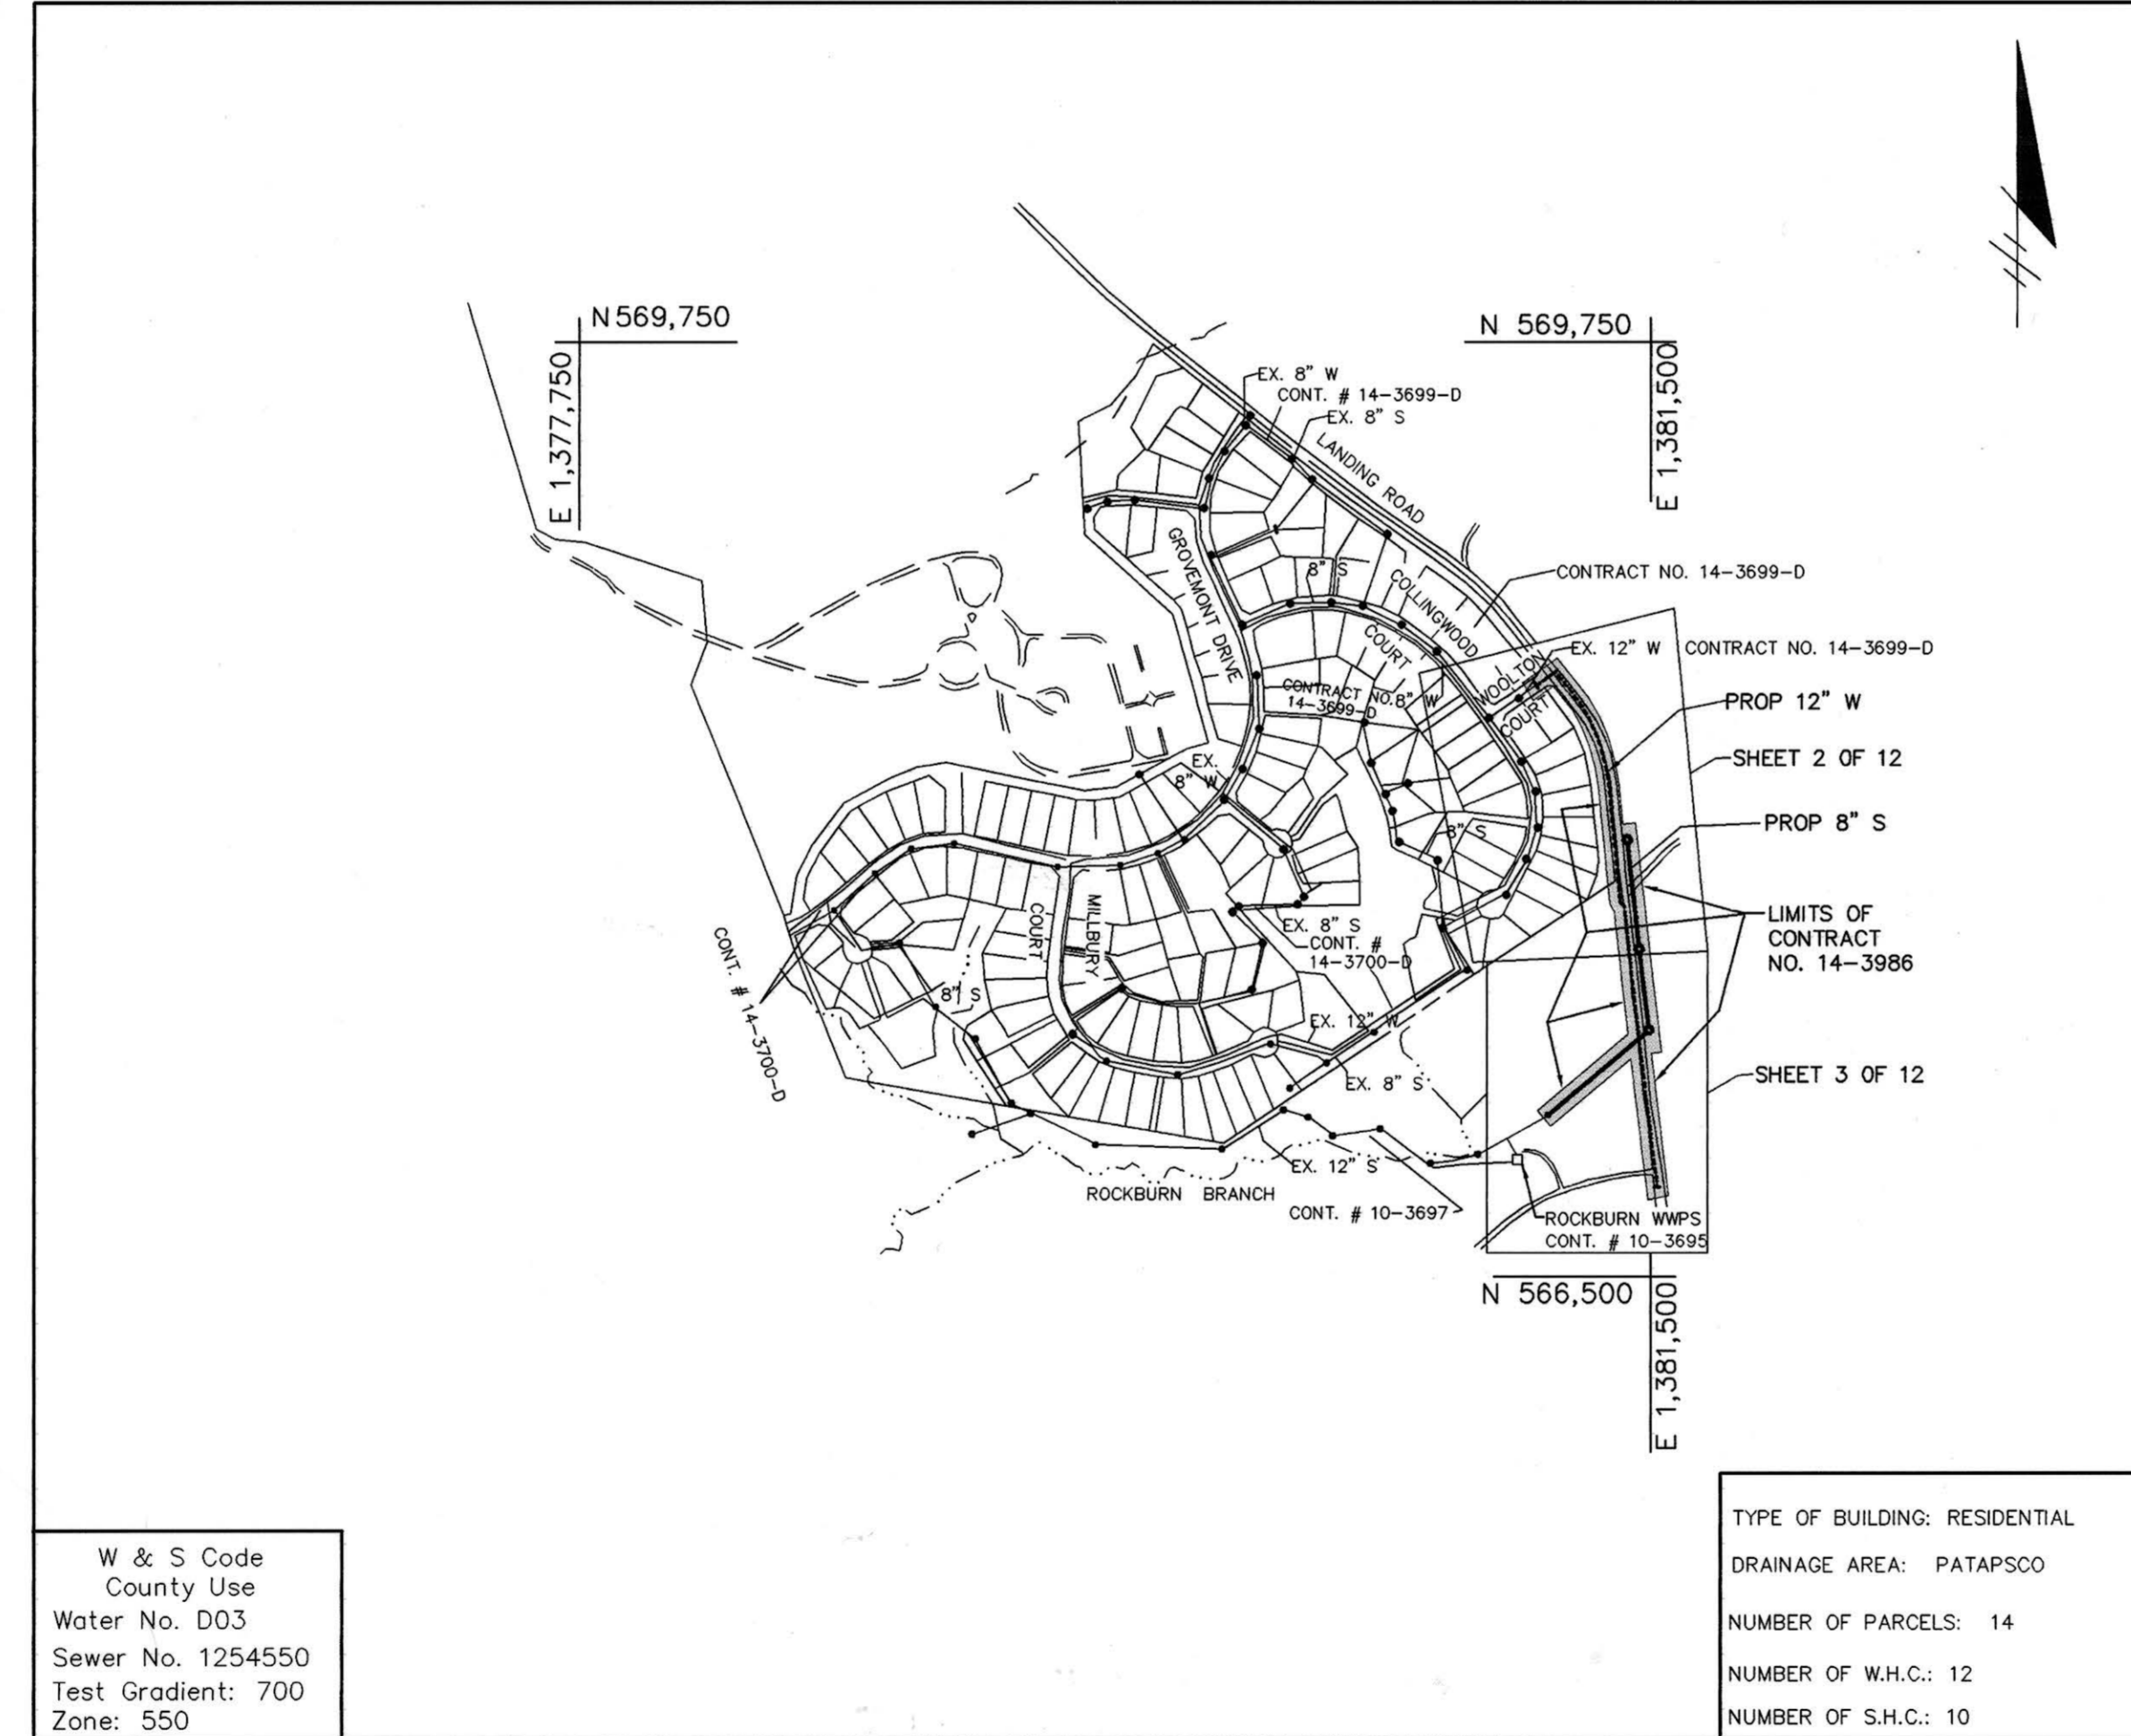 N 569,750
E 1,377,750
N 569,750
E 1,381,500
EX. 8" W
CONT. # 14-3699-D
EX. 8" S
LANDING ROAD
GROVEMONT DRIVE
8" S
COLLINGWOOD
COURT
CONTRACT NO. 14-3699-D
WOOLTON
COURT
EX. 12" W
CONTRACT NO. 14-3699-D
CONTRACT NO.
14-3699-D
8" W
PROP 12" W
SHEET 2 OF 12
EX.
8" W
PROP 8" S
8" S
LIMITS OF
CONTRACT
NO. 14-3986
MILLBURY
COURT
EX. 8" S
CONT. #
14-3700-D
CONT. # 14-3700-D
8" S
EX. 12" W
EX. 8" S
SHEET 3 OF 12
EX. 12" S
ROCKBURN BRANCH
CONT. # 10-3697
ROCKBURN WWPS
CONT. # 10-3695
N 566,500
E 1,381,500
W & S Code
County Use
Water No. D03
Sewer No. 1254550
Test Gradient: 700
Zone: 550
TYPE OF BUILDING: RESIDENTIAL
DRAINAGE AREA: PATAPSCO
NUMBER OF PARCELS: 14
NUMBER OF W.H.C.: 12
NUMBER OF S.H.C.: 10